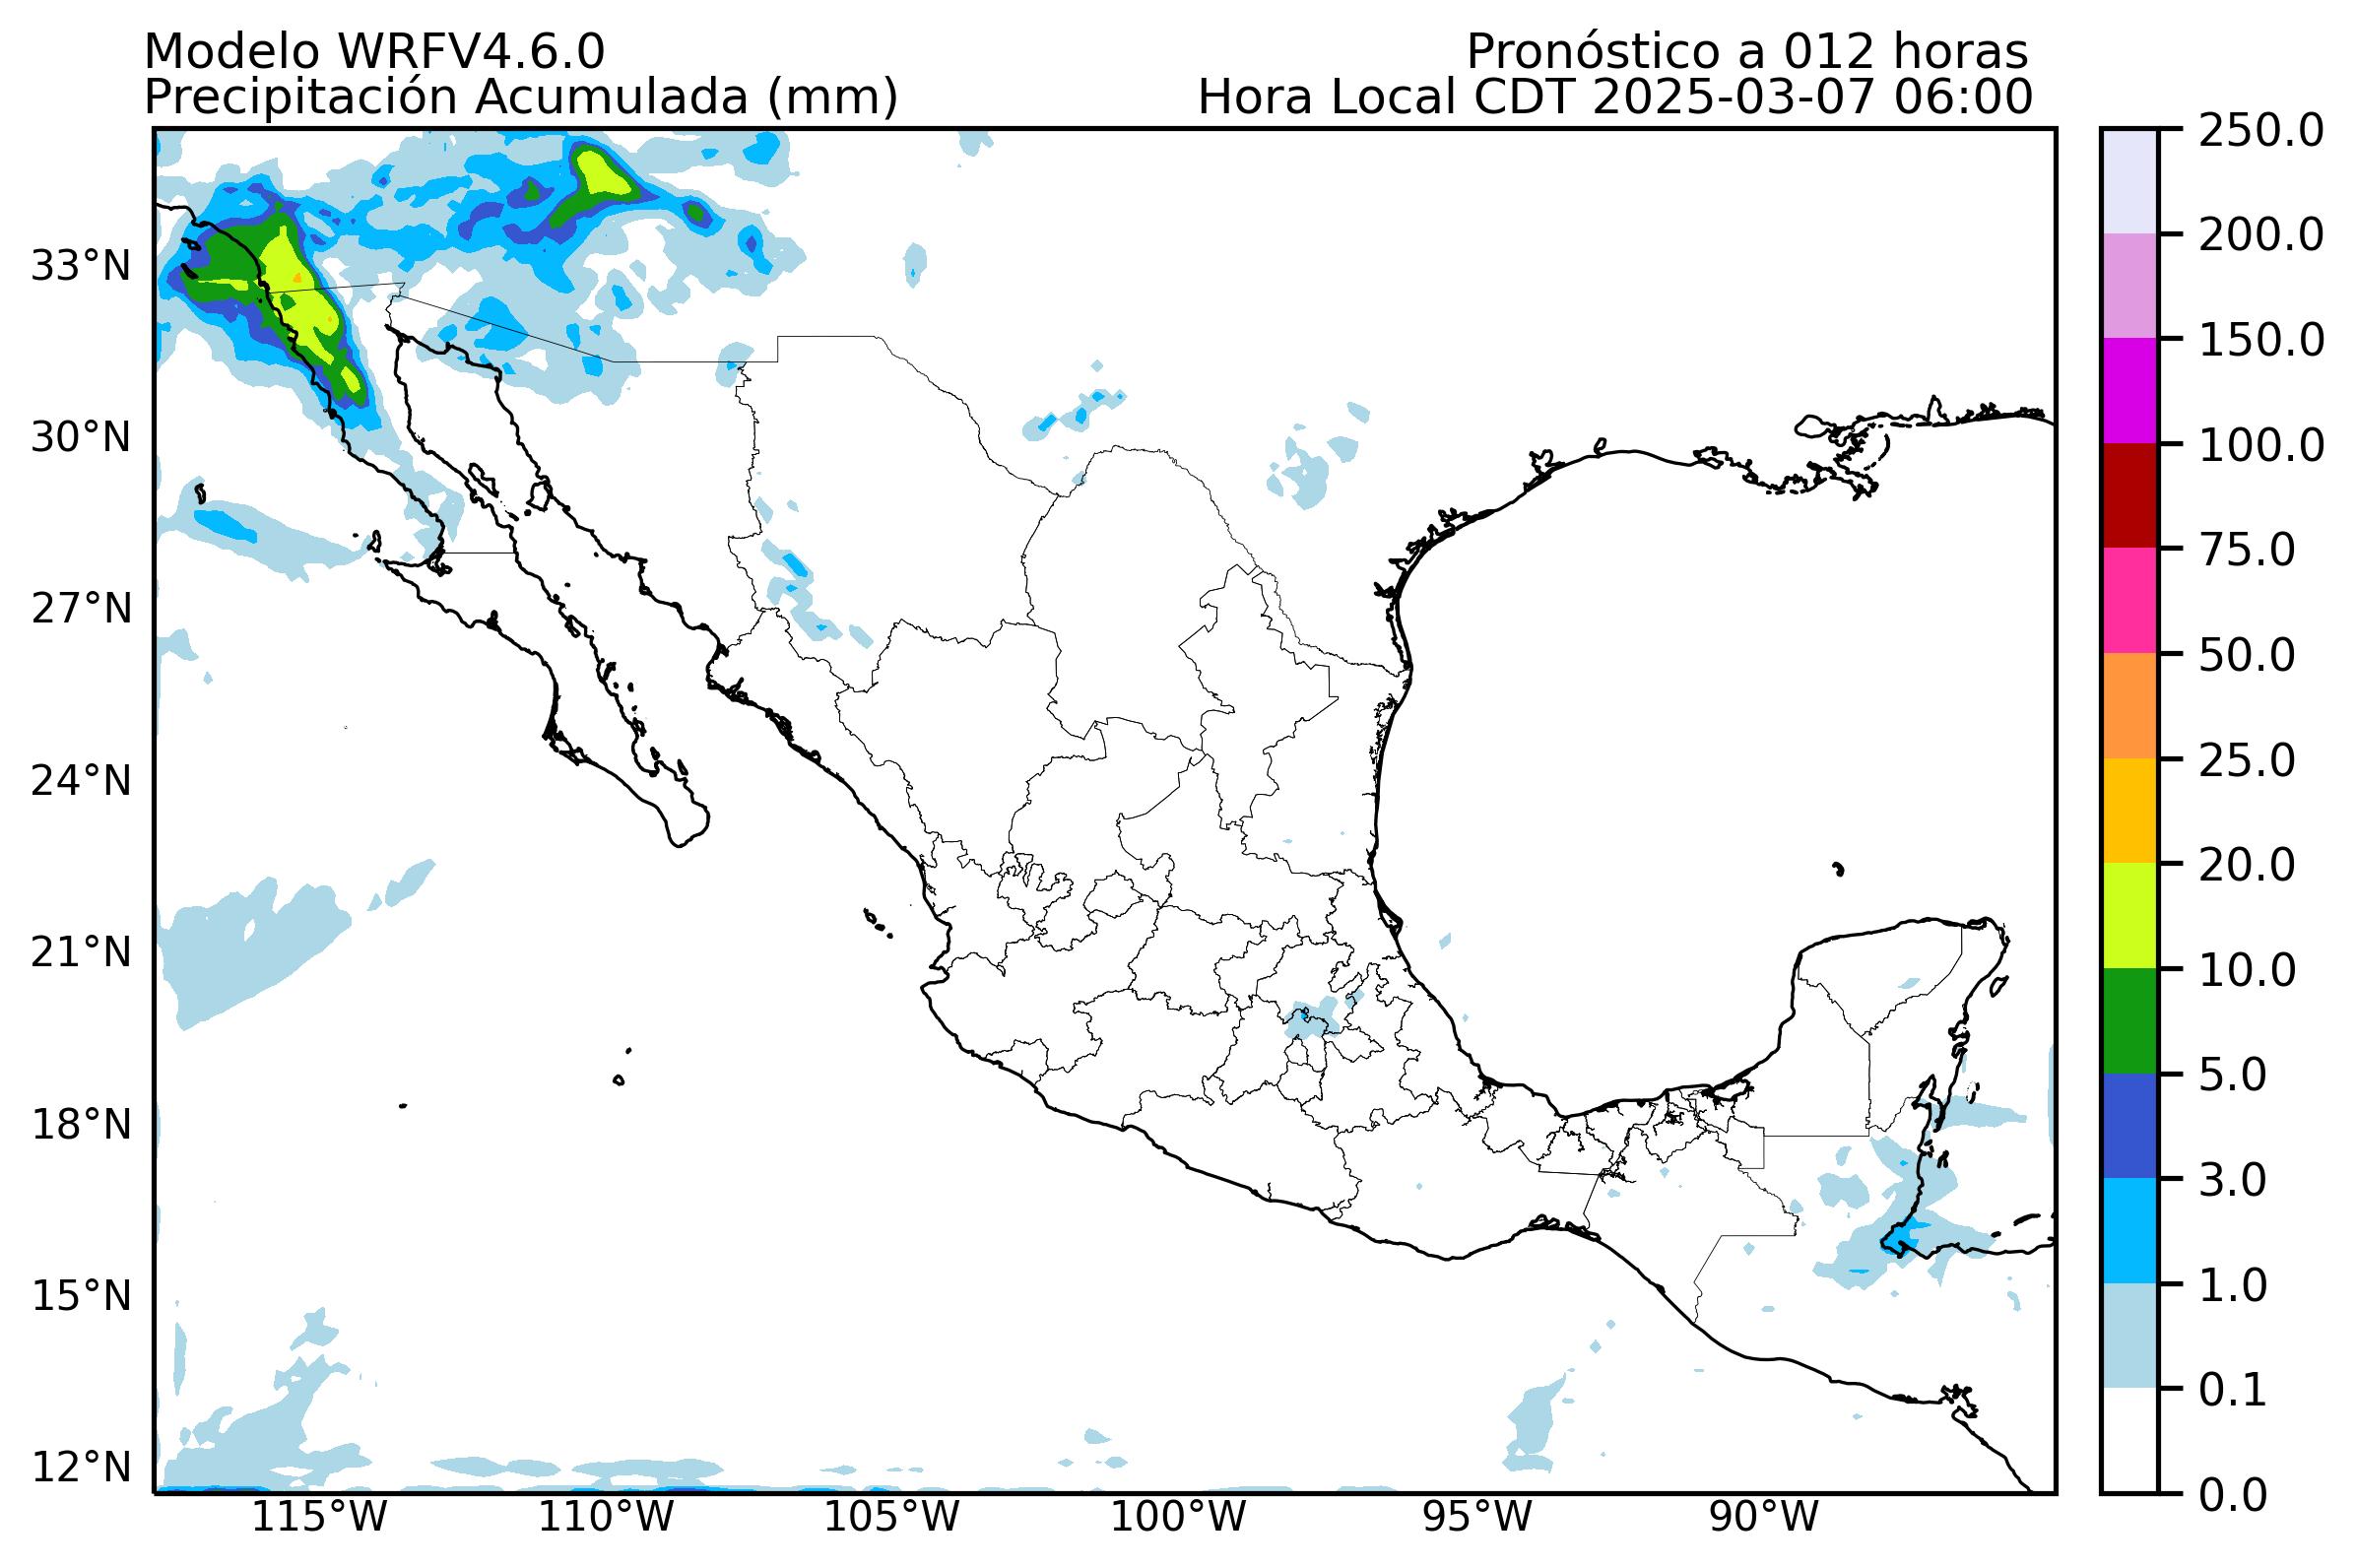 Modelo WRFV4.6.0
Pronóstico a 012 horas
Precipitación Acumulada (mm)
Hora Local CDT 2025-03-07 06:00
33°N
30°N
27°N
24°N
21°N
18°N
15°N
12°N
115°W
110°W
105°W
100°W
95°W
90°W
250.0
200.0
150.0
100.0
75.0
50.0
25.0
20.0
10.0
5.0
3.0
1.0
0.1
0.0